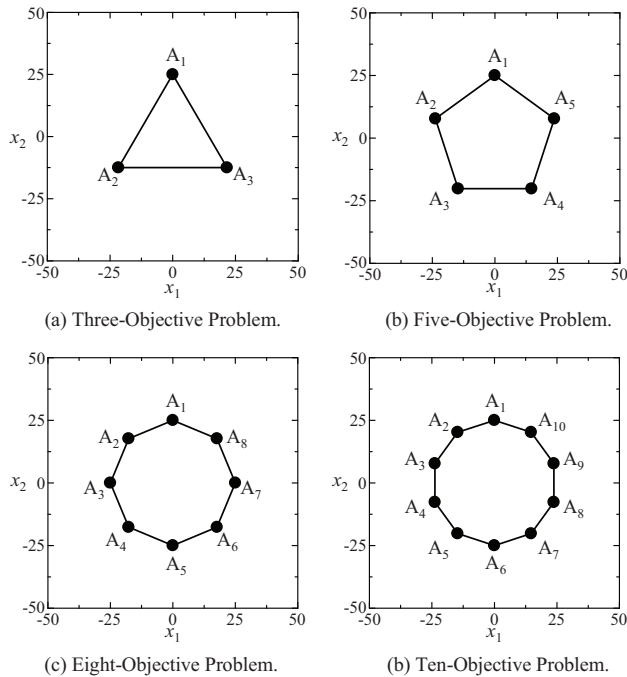 50
25
0
-25
-50
x2
A1
A2
A3
-50 -25 0 25 50
x1
(a) Three-Objective Problem.
50
25
0
-25
-50
x2
A1
A2
A5
A3
A4
-50 -25 0 25 50
x1
(b) Five-Objective Problem.
50
25
0
-25
-50
x2
A1
A2
A8
A3
A7
A4
A6
A5
-50 -25 0 25 50
x1
(c) Eight-Objective Problem.
50
25
0
-25
-50
x2
A1
A2
A10
A3
A9
A4
A8
A5
A7
A6
-50 -25 0 25 50
x1
(b) Ten-Objective Problem.